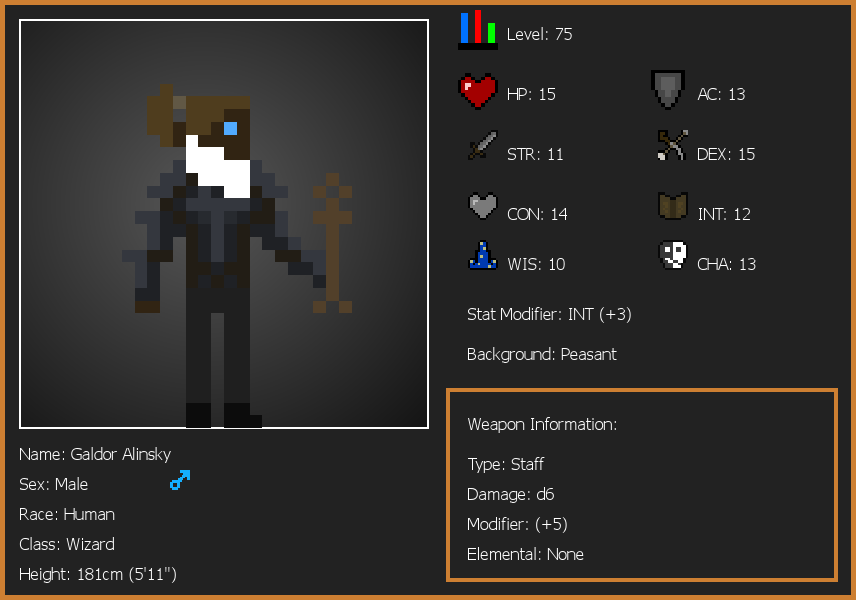 Level: 75
HP: 15
AC: 13
STR: 11
DEX: 15
CON: 14
INT: 12
WIS: 10
CHA: 13
Stat Modifier: INT (+3)
Background: Peasant
Weapon Information:
Type: Staff
Damage: d6
Modifier: (+5)
Elemental: None
Name: Galdor Alinsky
Sex: Male
Race: Human
Class: Wizard
Height: 181cm (5'11")